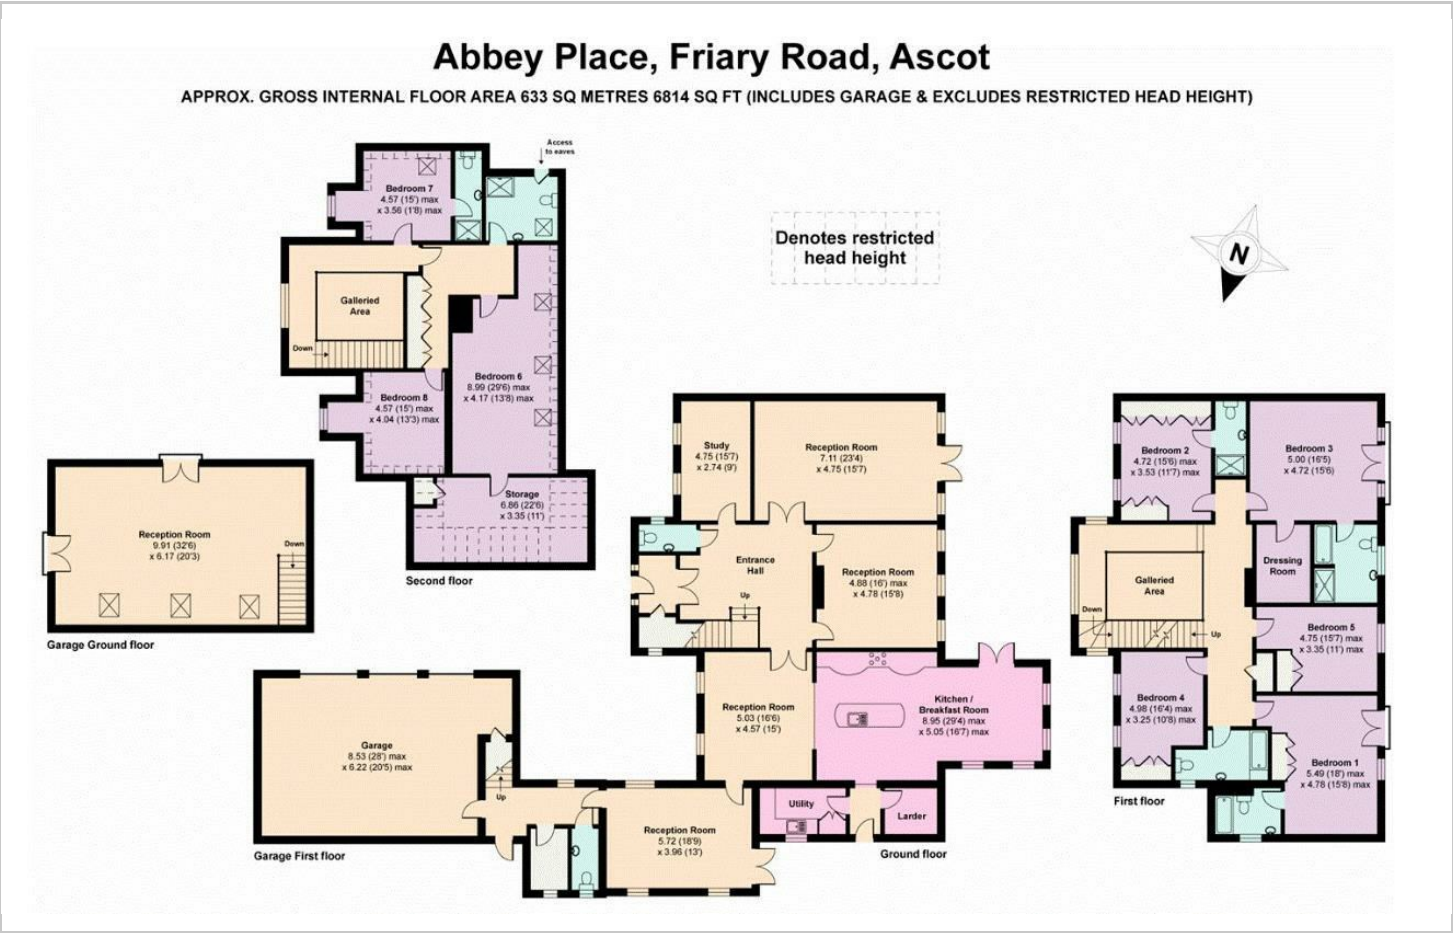 Abbey Place, Friary Road, Ascot
APPROX. GROSS INTERNAL FLOOR AREA 633 SQ METRES 6814 SQ FT (INCLUDES GARAGE & EXCLUDES RESTRICTED HEAD HEIGHT)
Access
to eaves
Bedroom 7
4.57 (15') max
x 3.56 (1'8) max
Galleried
Area
Down
Bedroom 6
8.99 (29'6) max
x 4.17 (13'8) max
Bedroom 8
4.57 (15') max
x 4.04 (13'3) max
Storage
6.86 (22'6)
x 3.35 (11')
Second floor
Denotes restricted
head height
N
Reception Room
9.91 (32'6)
x 6.17 (20'3)
Down
Garage Ground floor
Garage
8.53 (28') max
x 6.22 (20'5) max
Up
Garage First floor
Study
4.75 (15'7)
x 2.74 (9')
Reception Room
7.11 (23'4)
x 4.75 (15'7)
Entrance
Hall
Up
Reception Room
4.88 (16') max
x 4.78 (15'8)
Reception Room
5.03 (16'6)
x 4.57 (15')
Kitchen /
Breakfast Room
8.95 (29'4) max
x 5.05 (16'7) max
Utility
Larder
Reception Room
5.72 (18'9)
x 3.96 (13')
Ground floor
Bedroom 2
4.72 (15'6) max
x 3.53 (11'7) max
Bedroom 3
5.00 (16'5)
x 4.72 (15'6)
Dressing
Room
Galleried
Area
Down
Up
Bedroom 5
4.75 (15'7) max
x 3.35 (11') max
Bedroom 4
4.98 (16'4) max
x 3.25 (10'8) max
Bedroom 1
5.49 (18') max
x 4.78 (15'8) max
First floor